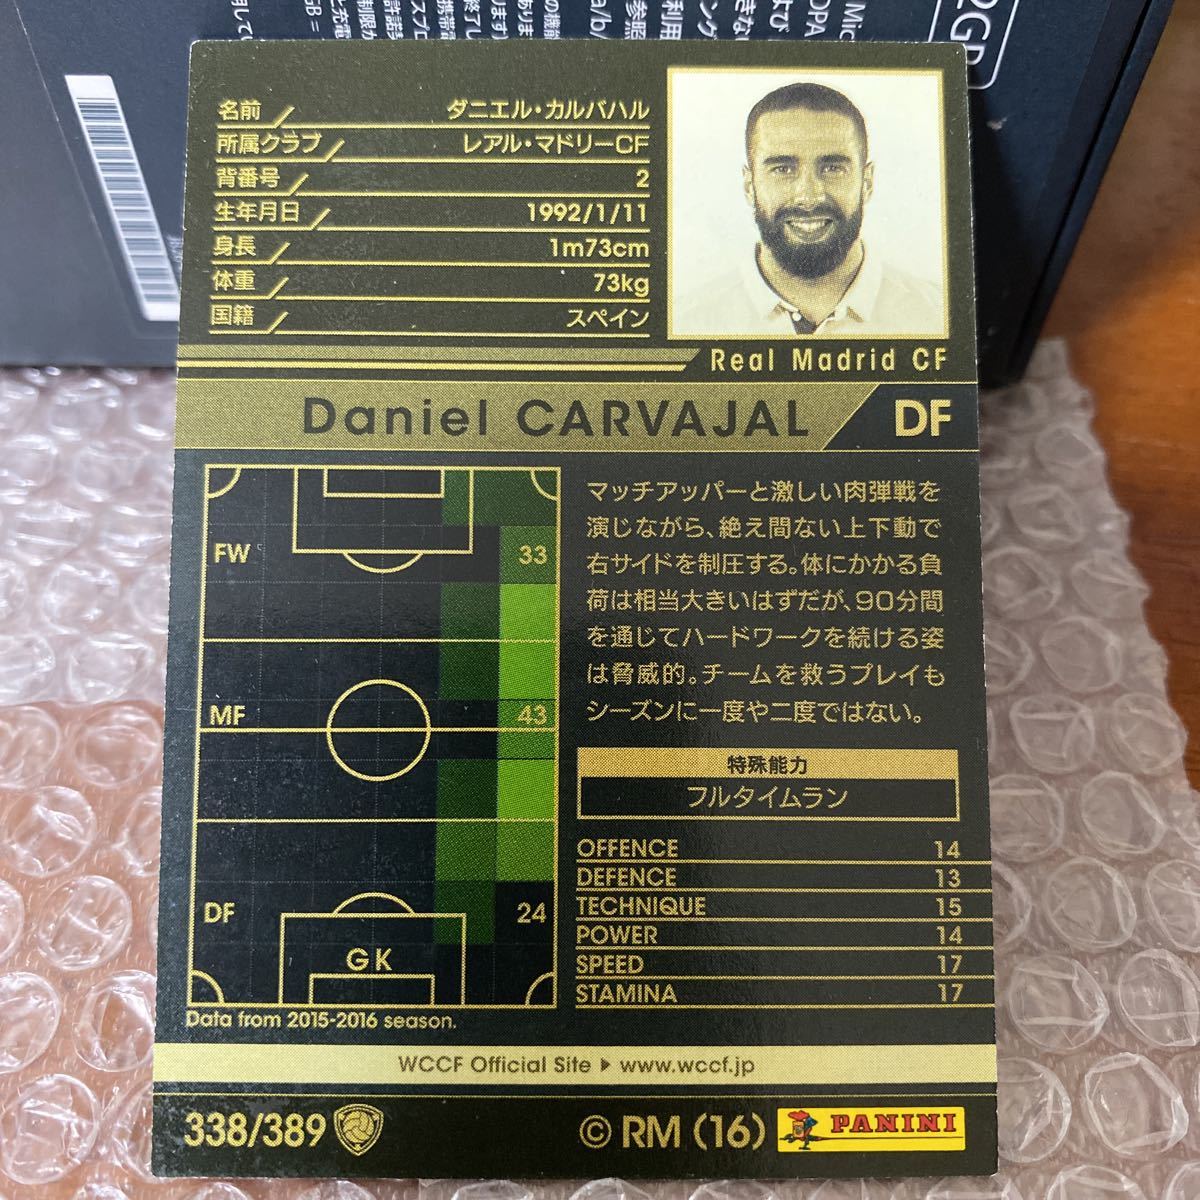 名前 ダニエル・カルバハル
所属クラブ レアル・マドリーCF
背番号 2
生年月日 1992/1/11
身長 1m73cm
体重 73kg
国籍 スペイン
Real Madrid CF
Daniel CARVAJAL DF
マッチアッパーと激しい肉弾戦を
演じながら、絶え間ない上下動で
右サイドを制圧する。体にかかる負
荷は相当大きいはずだが、90分間
を通じてハードワークを続ける姿
は脅威的。チームを救うプレイも
シーズンに一度や二度ではない。
FW 33
MF 43
DF 24
GK
特殊能力
フルタイムラン
OFFENCE 14
DEFENCE 13
TECHNIQUE 15
POWER 14
SPEED 17
STAMINA 17
Data from 2015-2016 season.
WCCF Official Site ▶ www.wccf.jp
338/389
© RM (16) PANINI